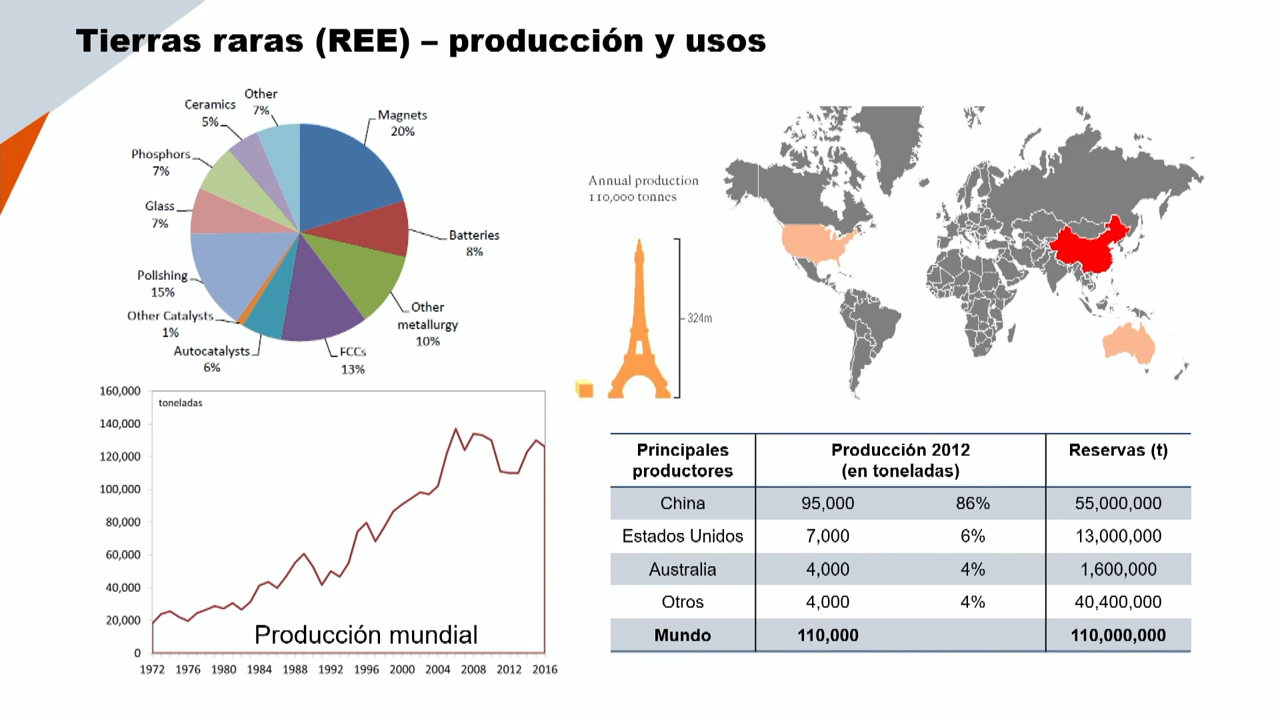 Tierras raras (REE) – producción y usos
Other
7%
Ceramics
5%
Magnets
20%
Phosphors
7%
Glass
7%
Batteries
8%
Polishing
15%
Other
metallurgy
10%
Other Catalysts
1%
Autocatalysts
6%
FCCs
13%
Annual production
110,000 tonnes
324m
160,000
140,000
120,000
100,000
80,000
60,000
40,000
20,000
0
toneladas
Producción mundial
1972 1976 1980 1984 1988 1992 1996 2000 2004 2008 2012 2016
Principales productores Producción 2012 (en toneladas) Reservas (t)
China 95,000 86% 55,000,000
Estados Unidos 7,000 6% 13,000,000
Australia 4,000 4% 1,600,000
Otros 4,000 4% 40,400,000
Mundo 110,000 110,000,000